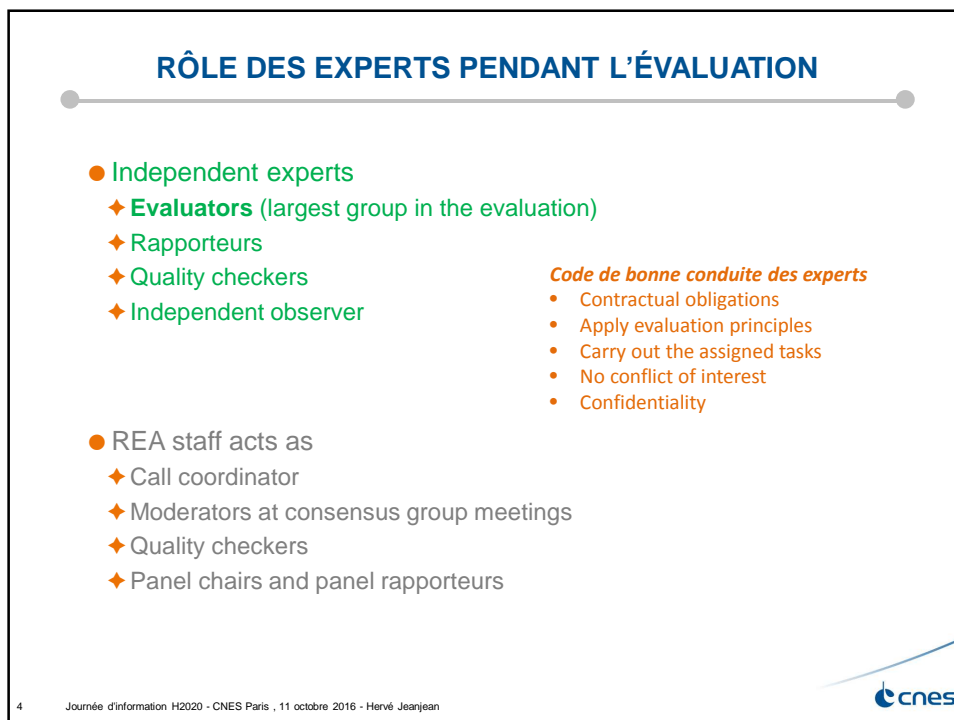 RÔLE DES EXPERTS PENDANT L'ÉVALUATION
Independent experts
Evaluators (largest group in the evaluation)
Rapporteurs
Quality checkers
Independent observer
Code de bonne conduite des experts
• Contractual obligations
• Apply evaluation principles
• Carry out the assigned tasks
• No conflict of interest
• Confidentiality
REA staff acts as
Call coordinator
Moderators at consensus group meetings
Quality checkers
Panel chairs and panel rapporteurs
cnes
4 Journée d'information H2020 - CNES Paris , 11 octobre 2016 - Hervé Jeanjean